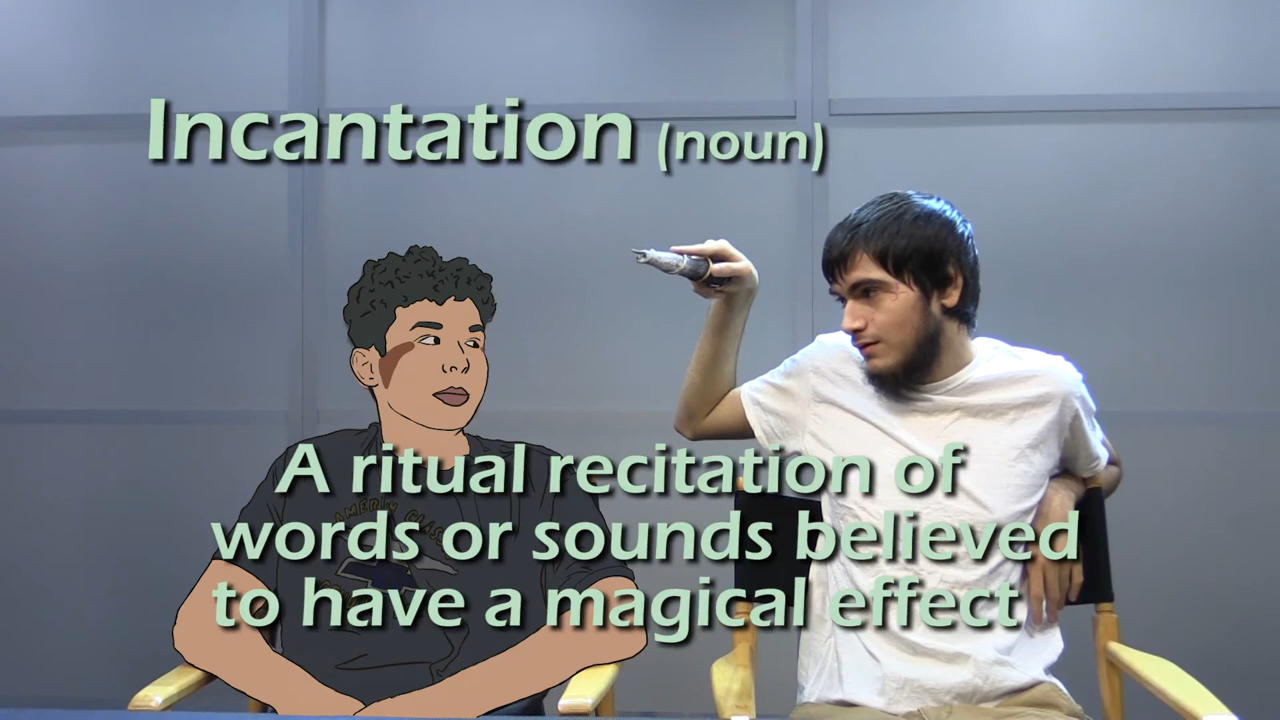 Incantation (noun)
A ritual recitation of
words or sounds believed
to have a magical effect